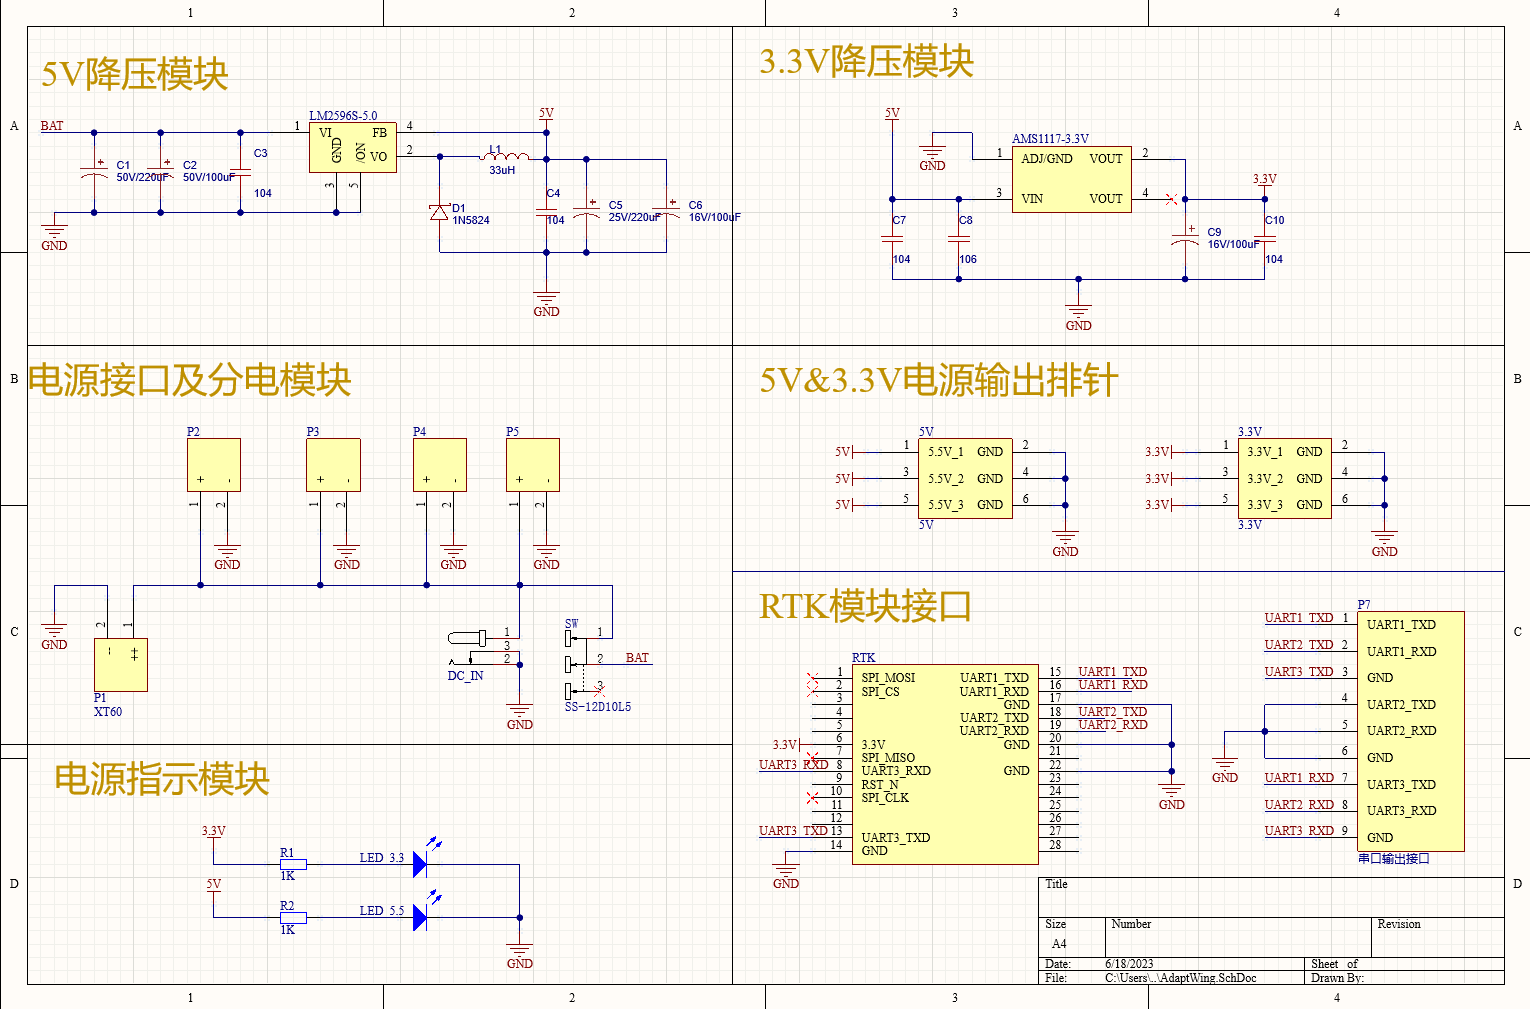 1
2
3
4
A
A
5V降压模块
BAT
LM2596S-5.0
1
VI
FB
4
GND
/ON
VO
2
3
5
C1
50V/220uF
C2
50V/100uF
C3
104
GND
D1
1N5824
L1
33uH
5V
C4
104
C5
25V/220uF
C6
16V/100uF
GND
3.3V降压模块
5V
GND
AMS1117-3.3V
1
ADJ/GND
VOUT
2
3
VIN
VOUT
4
3.3V
C7
104
C8
106
C9
16V/100uF
C10
104
GND
B
B
电源接口及分电模块
P2
+
-
1
2
GND
P3
+
-
1
2
GND
P4
+
-
1
2
GND
P5
+
-
1
2
GND
GND
2
1
--
++
P1
XT60
1
3
2
DC_IN
GND
SW
1
2
3
BAT
SS-12D10L5
5V&3.3V电源输出排针
5V
5V
1
5.5V_1
GND
2
5V
3
5.5V_2
GND
4
5V
5
5.5V_3
GND
6
5V
GND
3.3V
3.3V
1
3.3V_1
GND
2
3.3V
3
3.3V_2
GND
4
3.3V
5
3.3V_3
GND
6
3.3V
GND
C
C
RTK模块接口
RTK
1
SPI_MOSI
2
SPI_CS
3
4
5
3.3V
6
3.3V
7
SPI_MISO
UART3_RXD
8
UART3_RXD
9
RST_N
10
SPI_CLK
11
12
UART3_TXD
13
UART3_TXD
14
GND
GND
UART1_TXD
15
UART1_TXD
UART1_RXD
16
UART1_RXD
GND
17
UART2_TXD
18
UART2_TXD
UART2_RXD
19
UART2_RXD
GND
20
21
GND
22
23
24
25
26
27
28
GND
P7
UART1_TXD
1
UART1_TXD
UART2_TXD
2
UART1_RXD
UART3_TXD
3
GND
4
UART2_TXD
5
UART2_RXD
6
GND
GND
UART1_RXD
7
UART3_TXD
UART2_RXD
8
UART3_RXD
UART3_RXD
9
GND
串口输出接口
D
D
电源指示模块
3.3V
R1
1K
LED_3.3
5V
R2
1K
LED_5.5
GND
Title
Size
Number
Revision
A4
Date:
6/18/2023
Sheet of
File:
C:\Users\..\AdaptWing.SchDoc
Drawn By:
1
2
3
4